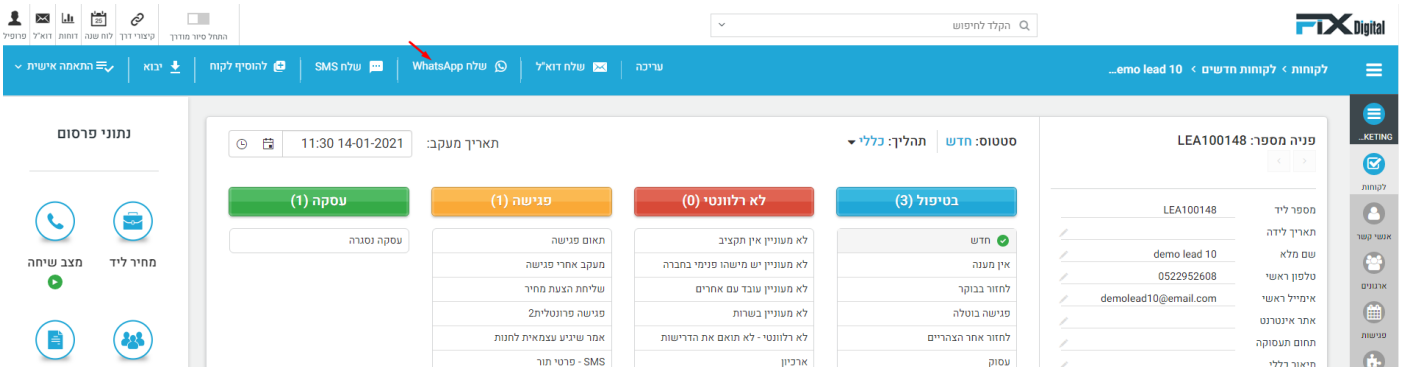 FIX Digital
הקלד לחיפוש
התחל סיור מודרך
קיצורי דרך
25
לוח שנה
דוחות
דוא"ל
פרופיל
לקוחות > לקוחות חדשים > emo lead 10...
עריכה
שלח דוא"ל
שלח WhatsApp
שלח SMS
להוסיף לקוח
יבוא
התאמה אישית
KETING...
לקוחות
אנשי קשר
ארגונים
פגישות
פניה מספר: LEA100148
מספר ליד LEA100148
תאריך לידה
שם מלא demo lead 10
טלפון ראשי 0522952608
אימייל ראשי demolead10@email.com
אתר אינטרנט
תחום תעסוקה
תיאור כללי
סטטוס: חדש
תהליך: כללי
תאריך מעקב: 14-01-2021 11:30
בטיפול (3)
חדש
אין מענה
לחזור בבוקר
פגישה בוטלה
לחזור אחר הצהריים
עסוק
לא רלוונטי (0)
לא מעוניין אין תקציב
לא מעוניין יש מישהו פנימי בחברה
לא מעוניין עובד עם אחרים
לא מעוניין בשרות
לא רלוונטי - לא תואם את הדרישות
ארכיון
פגישה (1)
תאום פגישה
מעקב אחרי פגישה
שליחת הצעת מחיר
פגישה פרונטלית2
אמר שיגיע עצמאית לחנות
SMS - פרטי תור
עסקה (1)
עסקה נסגרה
נתוני פרסום
מחיר ליד
מצב שיחה